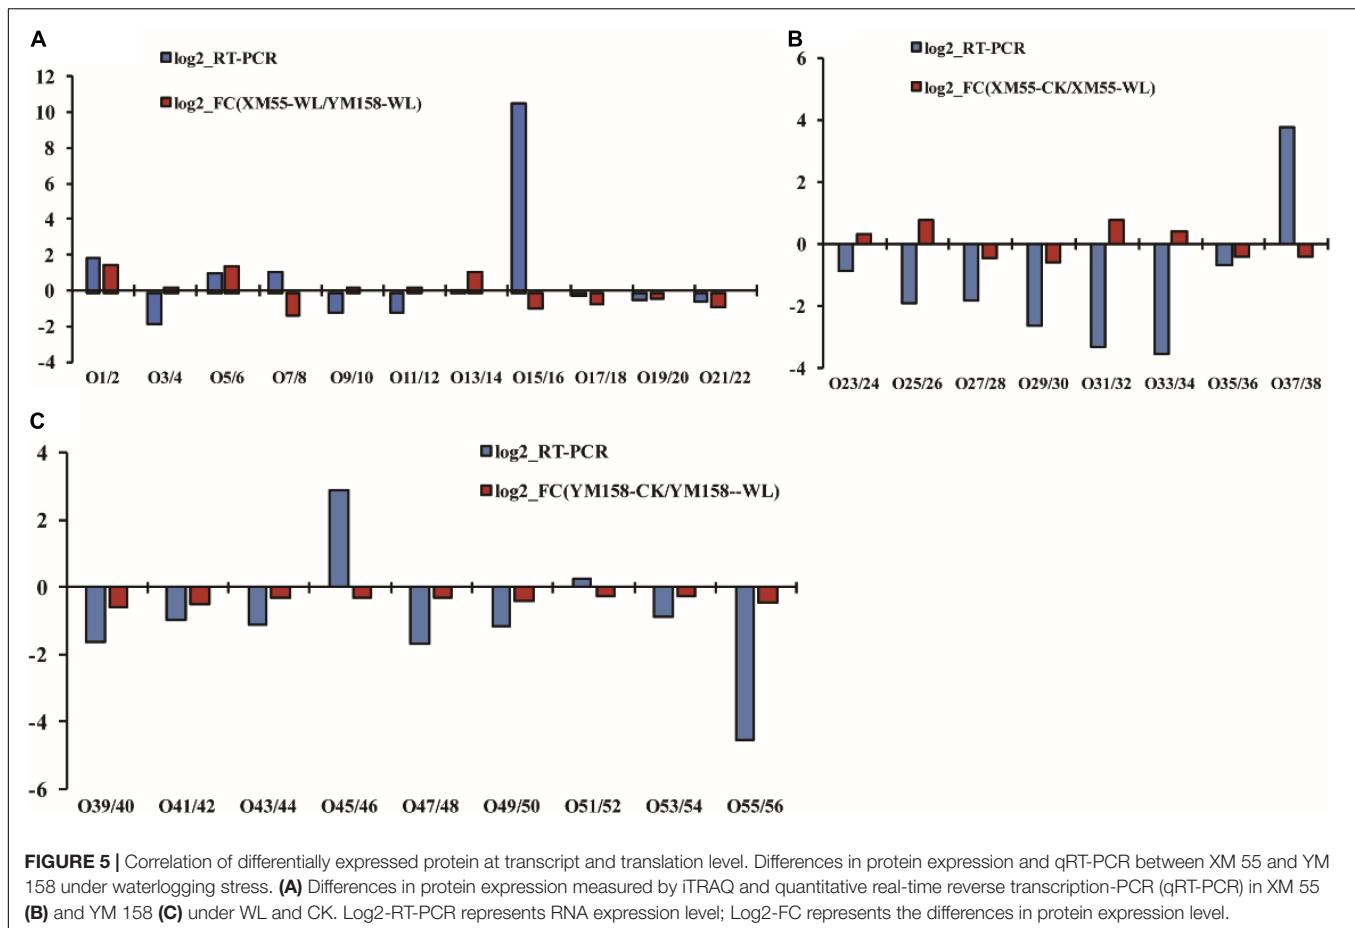 A
log2_RT-PCR
log2_FC(XM55-WL/YM158-WL)
12
10
8
6
4
2
0
-2
-4
O1/2 O3/4 O5/6 O7/8 O9/10 O11/12 O13/14 O15/16 O17/18 O19/20 O21/22
B
log2_RT-PCR
log2_FC(XM55-CK/XM55-WL)
6
4
2
0
-2
-4
O23/24 O25/26 O27/28 O29/30 O31/32 O33/34 O35/36 O37/38
C
log2_RT-PCR
log2_FC(YM158-CK/YM158--WL)
4
2
0
-2
-4
-6
O39/40 O41/42 O43/44 O45/46 O47/48 O49/50 O51/52 O53/54 O55/56
FIGURE 5 | Correlation of differentially expressed protein at transcript and translation level. Differences in protein expression and qRT-PCR between XM 55 and YM
158 under waterlogging stress. (A) Differences in protein expression measured by iTRAQ and quantitative real-time reverse transcription-PCR (qRT-PCR) in XM 55
(B) and YM 158 (C) under WL and CK. Log2-RT-PCR represents RNA expression level; Log2-FC represents the differences in protein expression level.